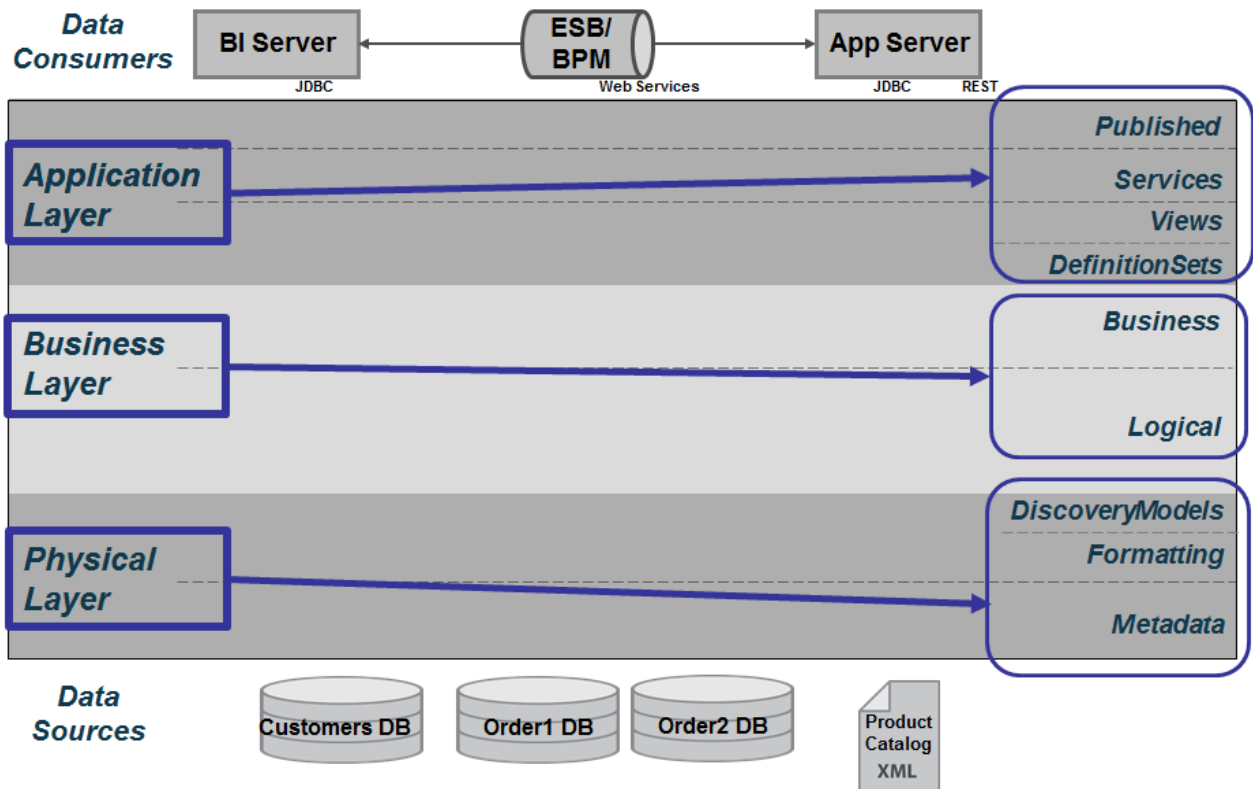 Data
Consumers
BI Server
ESB/
BPM
App Server
JDBC
Web Services
JDBC
REST
Application
Layer
Published
Services
Views
DefinitionSets
Business
Layer
Business
Logical
Physical
Layer
DiscoveryModels
Formatting
Metadata
Data
Sources
Customers DB
Order1 DB
Order2 DB
Product
Catalog
XML